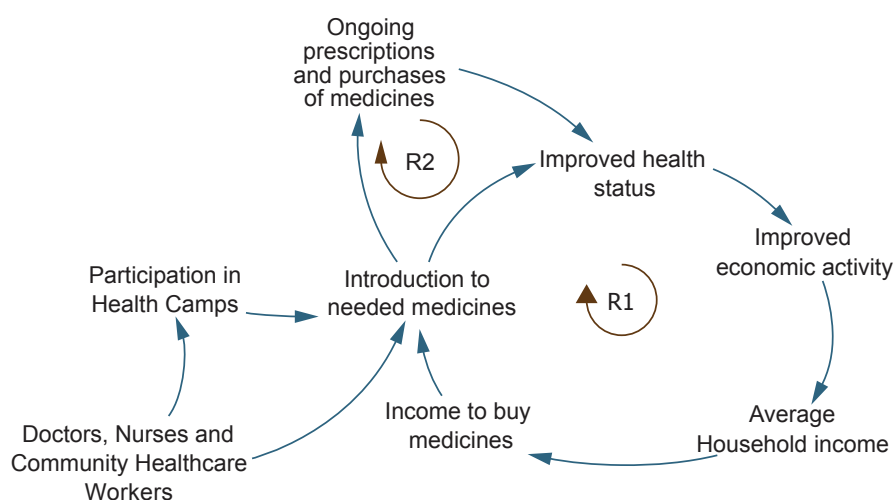 Ongoing
prescriptions
and purchases
of medicines
R2
Improved health
status
Improved
economic activity
Participation in
Health Camps
Introduction to
needed medicines
R1
Income to buy
medicines
Average
Household income
Doctors, Nurses and
Community Healthcare
Workers